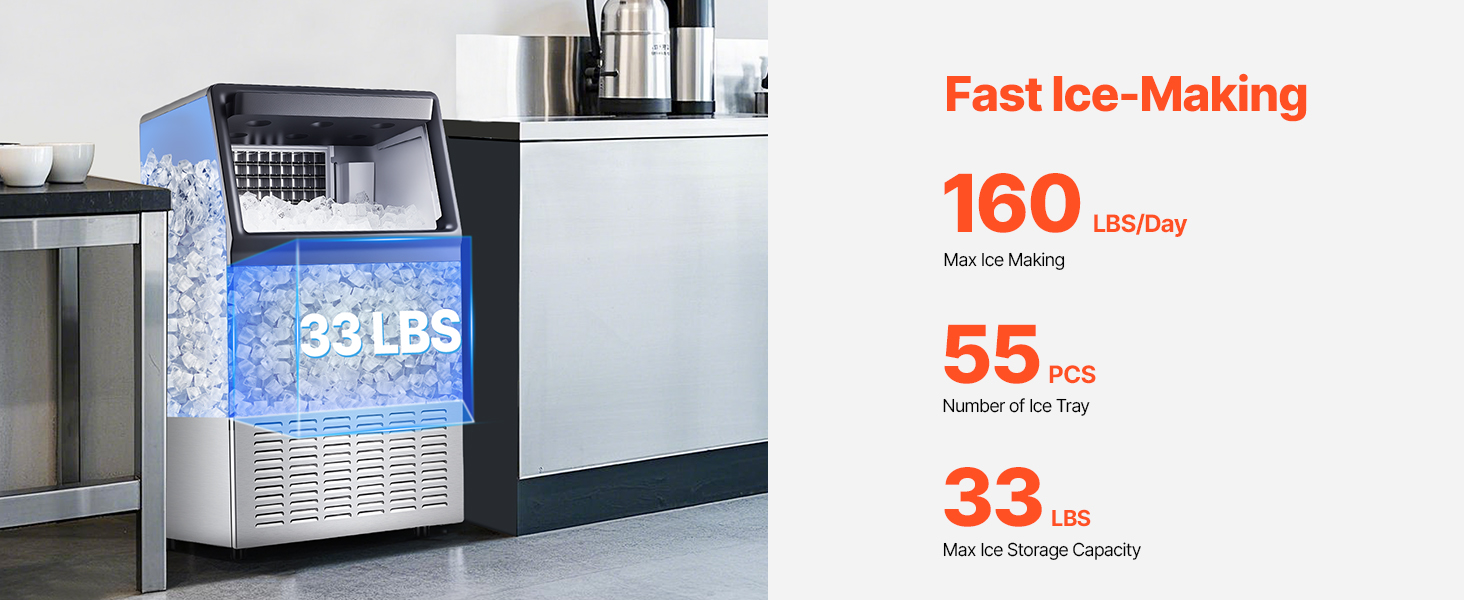 33 LBS
Fast Ice-Making
160 LBS/Day
Max Ice Making
55 PCS
Number of Ice Tray
33 LBS
Max Ice Storage Capacity